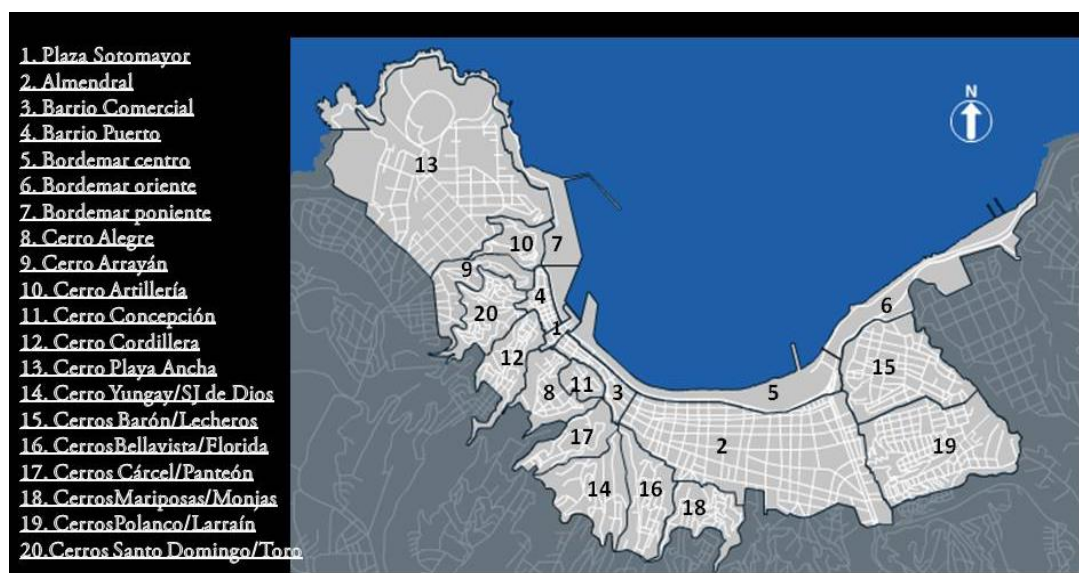 1. Plaza Sotomayor
2. Almendral
3. Barrio Comercial
4. Barrio Puerto
5. Bordemar centro
6. Bordemar oriente
7. Bordemar poniente
8. Cerro Alegre
9. Cerro Arrayán
10. Cerro Artillería
11. Cerro Concepción
12. Cerro Cordillera
13. Cerro Playa Ancha
14. Cerro Yungay/SJ de Dios
15. Cerros Barón/Lecheros
16. CerrosBellavista/Florida
17. Cerros Cárcel/Panteón
18. CerrosMariposas/Monjas
19. CerrosPolanco/Larraín
20.Cerros Santo Domingo/Toro
N
13
10
7
9
4
20
6
1
12
15
11
8
3
5
17
2
19
14
16
18